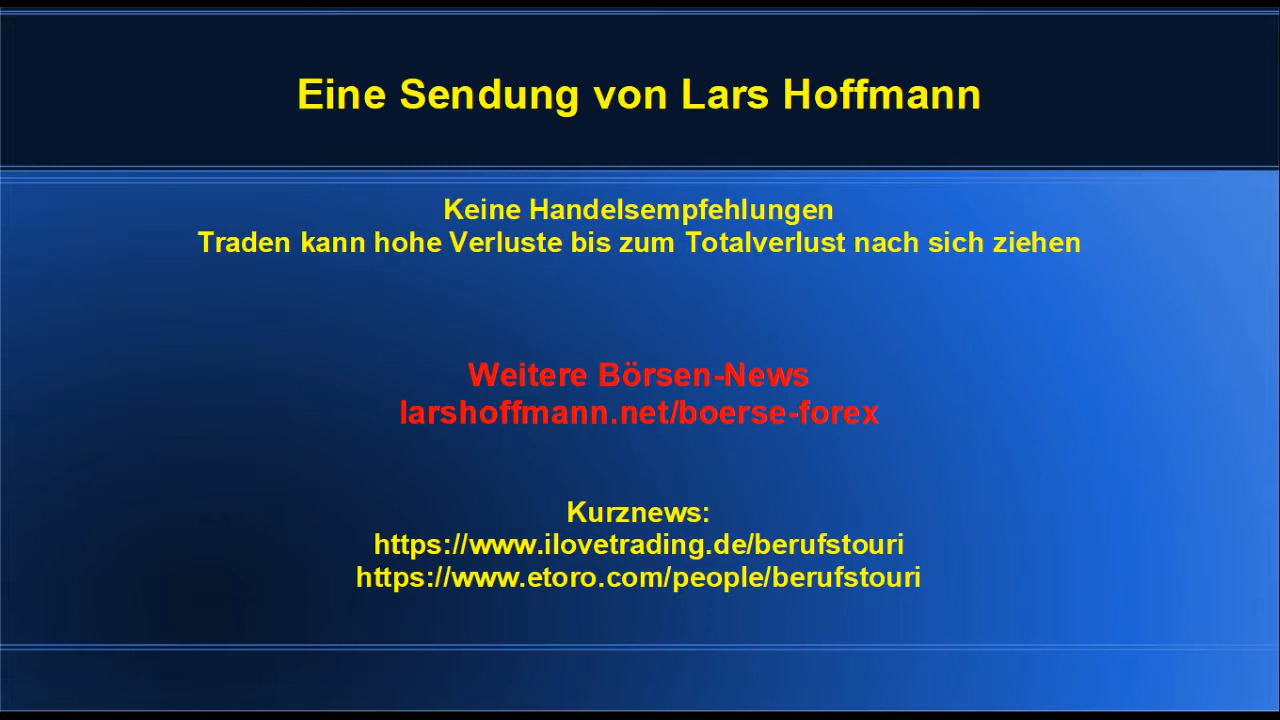 Eine Sendung von Lars Hoffmann
Keine Handelsempfehlungen
Traden kann hohe Verluste bis zum Totalverlust nach sich ziehen
Weitere Börsen-News
larshoffmann.net/boerse-forex
Kurznews:
https://www.ilovetrading.de/berufstouri
https://www.etoro.com/people/berufstouri